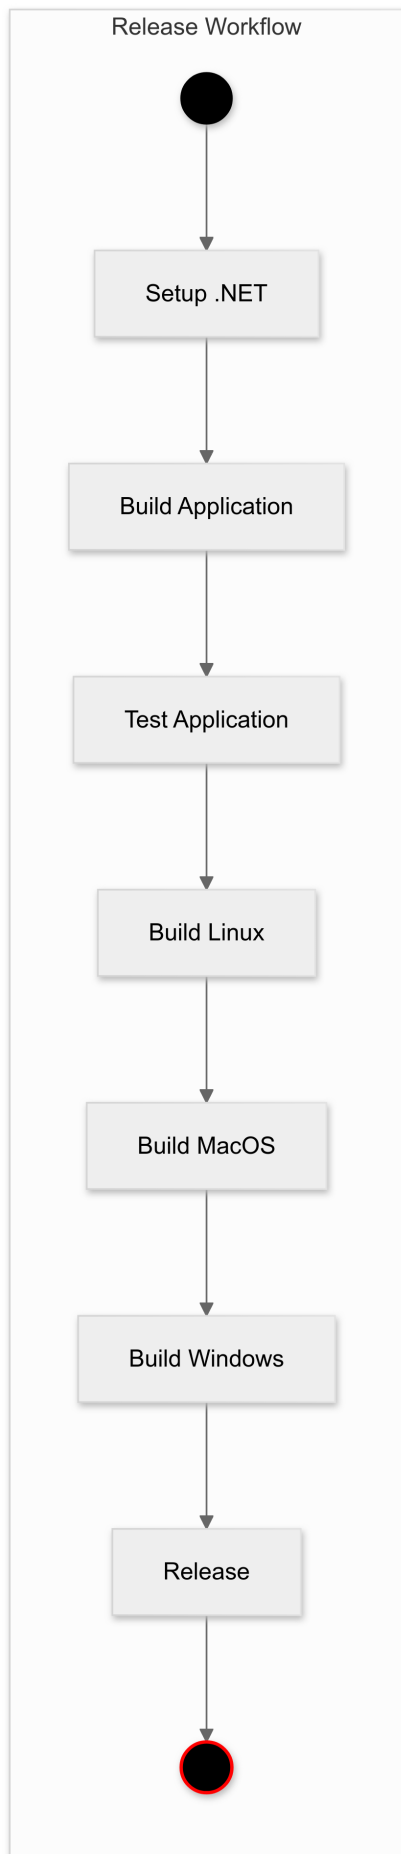 Release Workflow
Setup .NET
Build Application
Test Application
Build Linux
Build MacOS
Build Windows
Release